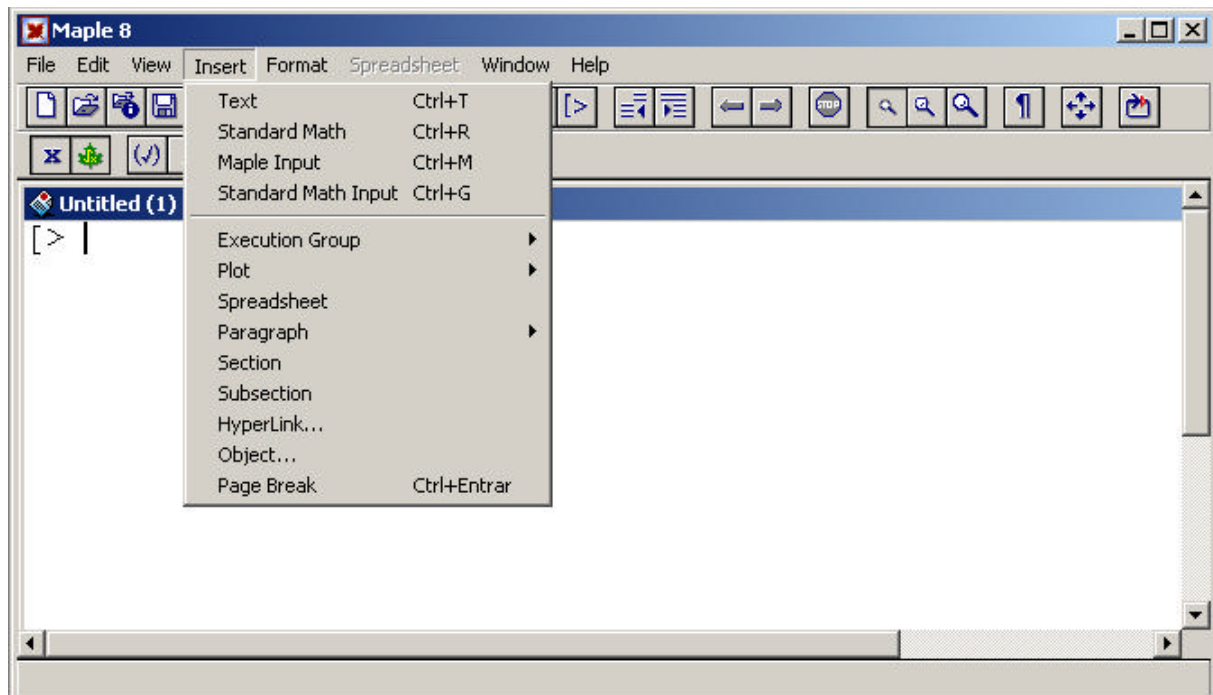 Maple 8
File Edit View Insert Format Spreadsheet Window Help
[>
STOP
¶
x
(√)
Text Ctrl+T
Standard Math Ctrl+R
Maple Input Ctrl+M
Standard Math Input Ctrl+G
Untitled (1)
[>
Execution Group
Plot
Spreadsheet
Paragraph
Section
Subsection
HyperLink...
Object...
Page Break Ctrl+Entrar